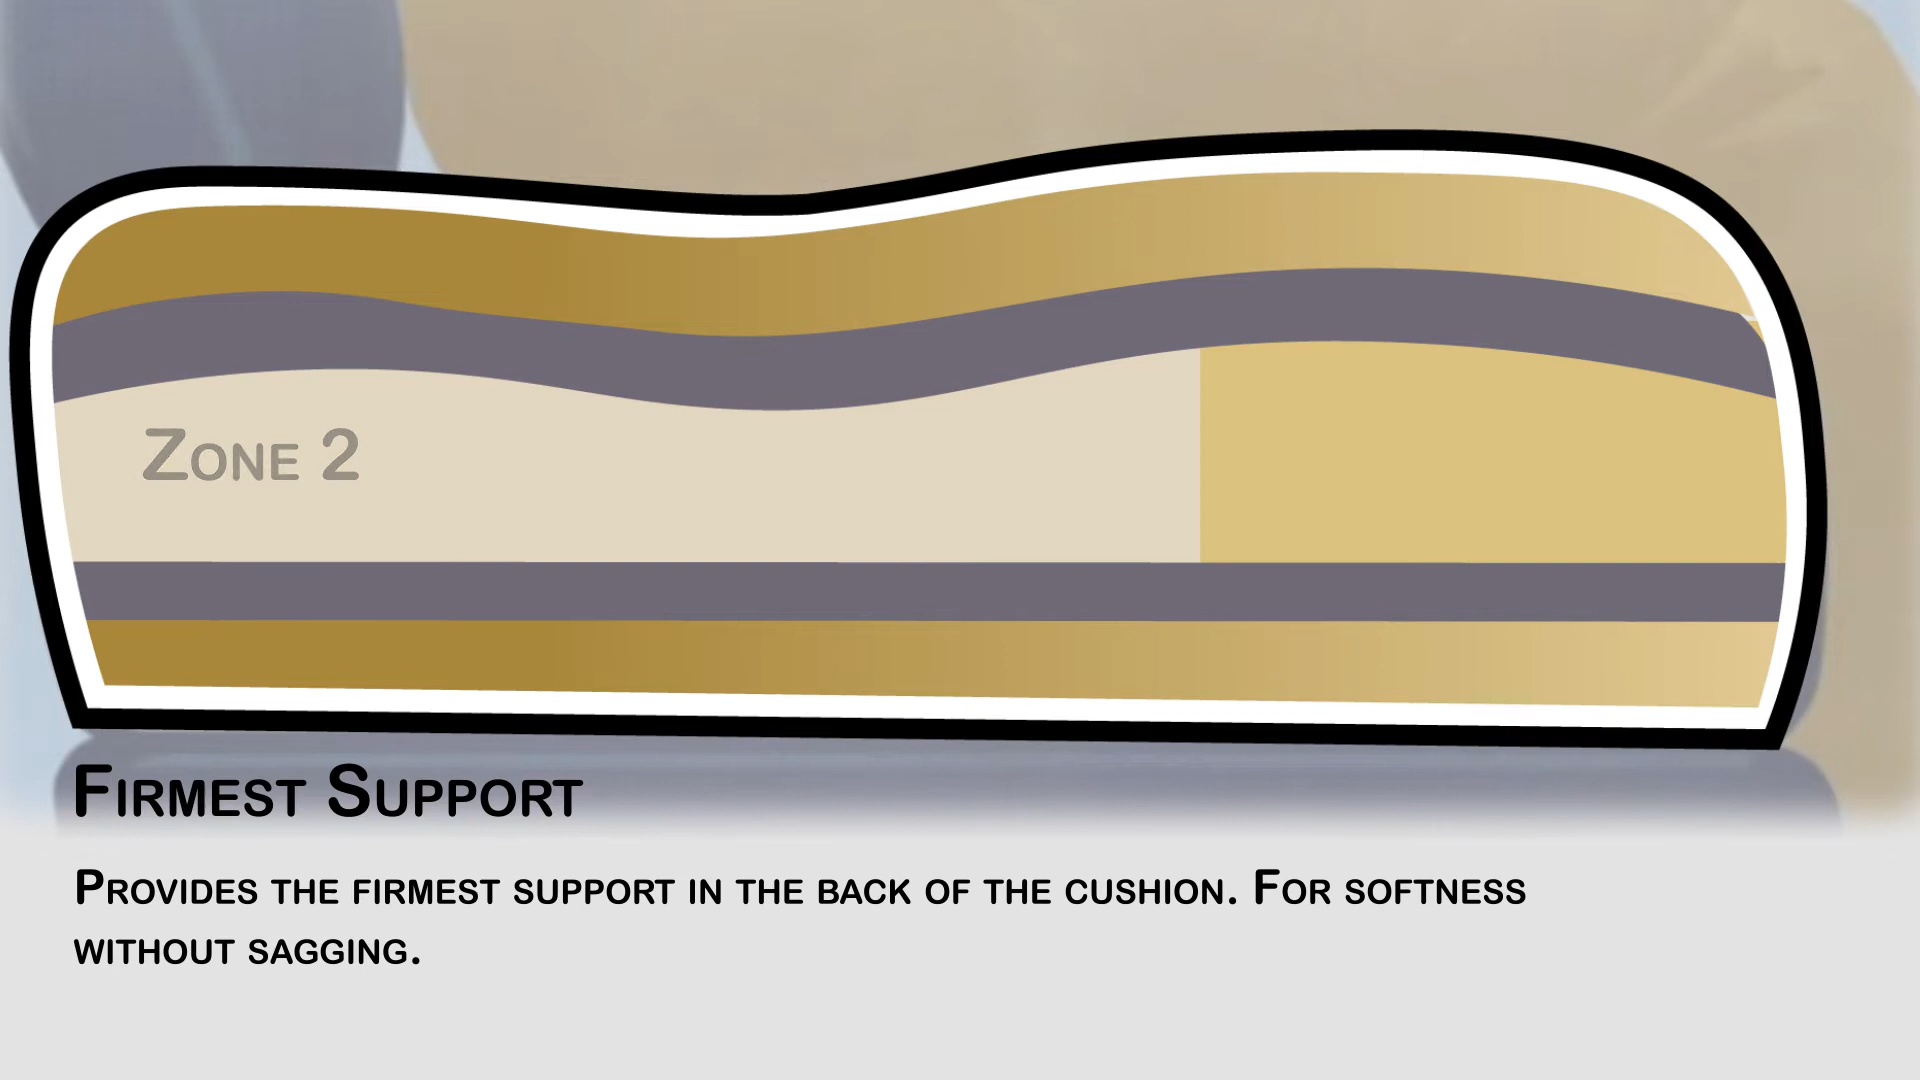 Zone 2
Firmest Support
Provides the firmest support in the back of the cushion. For softness
without sagging.